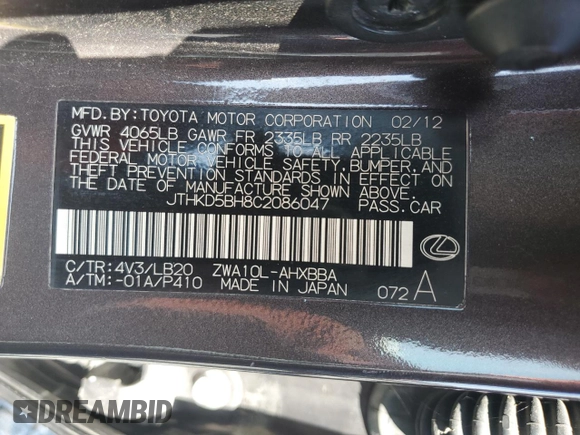 MFD.BY:TOYOTA MOTOR CORPORATION 02/12
GVWR 4065LB GAWR FR 2335LB RR 2235LB
THIS VEHICLE CONFORMS TO ALL APPLICABLE
FEDERAL MOTOR VEHICLE SAFETY,BUMPER,AND
THEFT PREVENTION STANDARDS IN EFFECT ON
THE DATE OF MANUFACTURE SHOWN ABOVE.
JTHKD5BH8C2086047 PASS.CAR
C/TR:4V3/LB20 ZWA10L-AHXBBA
A/TM:-01A/P410 MADE IN JAPAN 072 A
DREAMBID